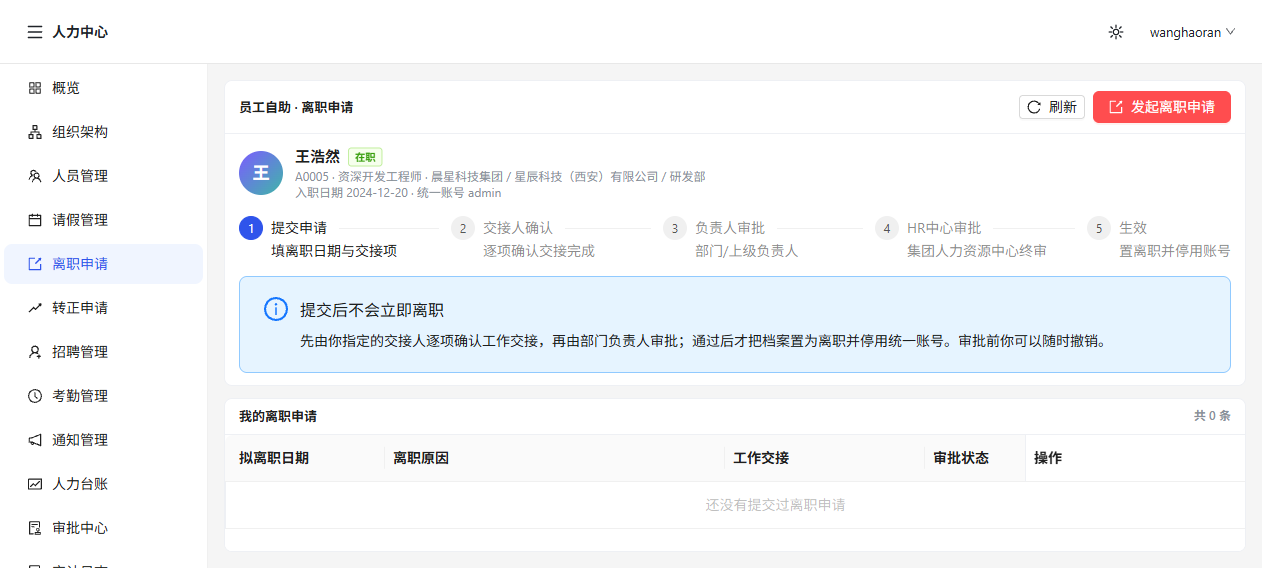 人力中心
wanghaoran
概览
组织架构
人员管理
请假管理
离职申请
转正申请
招聘管理
考勤管理
通知管理
人力台账
审批中心
员工自助 · 离职申请
刷新
发起离职申请
王
王浩然 在职
A0005 · 资深开发工程师 · 晨星科技集团 / 星辰科技（西安）有限公司 / 研发部
入职日期 2024-12-20 · 统一账号 admin
1 提交申请
填离职日期与交接项
2 交接人确认
逐项确认交接完成
3 负责人审批
部门/上级负责人
4 HR中心审批
集团人力资源中心终审
5 生效
置离职并停用账号
提交后不会立即离职
先由你指定的交接人逐项确认工作交接，再由部门负责人审批；通过后才把档案置为离职并停用统一账号。审批前你可以随时撤销。
我的离职申请
共 0 条
拟离职日期 离职原因 工作交接 审批状态 操作
还没有提交过离职申请